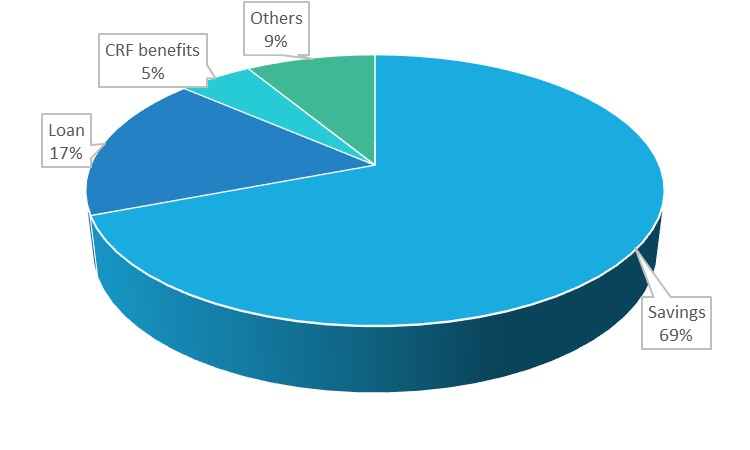 Others
9%
CRF benefits
5%
Loan
17%
Savings
69%